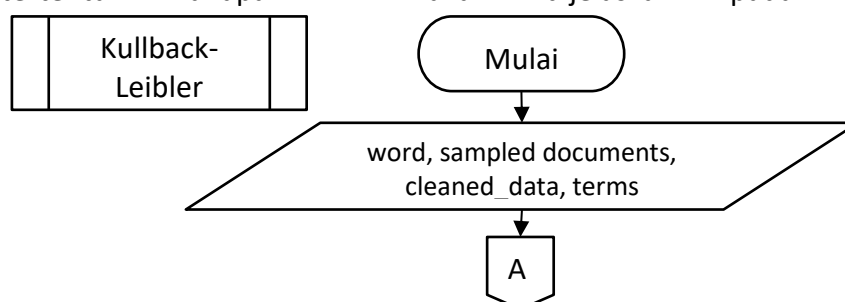 Kullback-
Leibler
Mulai
word, sampled documents,
cleaned_data, terms
A